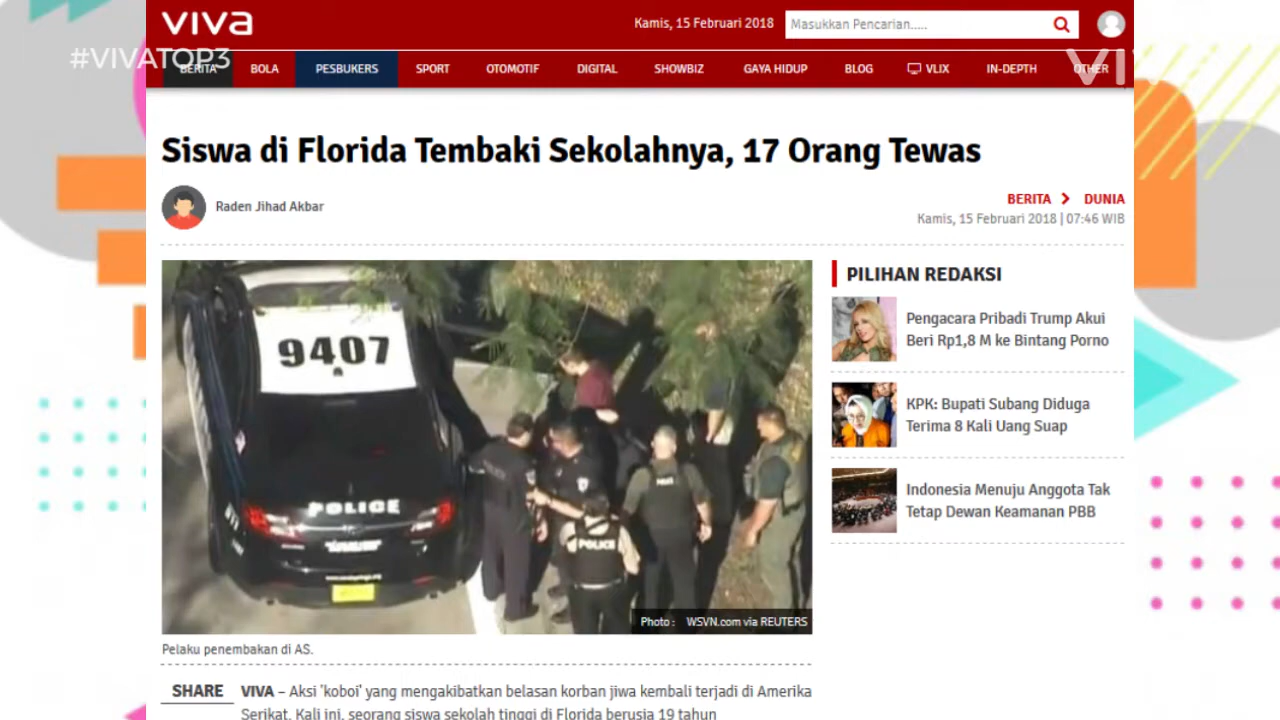 VIVA
Kamis, 15 Februari 2018
Masukkan Pencarian.....
#VIVATOP3
BERITA
BOLA
PESBUKERS
SPORT
OTOMOTIF
DIGITAL
SHOWBIZ
GAYA HIDUP
BLOG
VLIX
IN-DEPTH
OTHER
Siswa di Florida Tembaki Sekolahnya, 17 Orang Tewas
Raden Jihad Akbar
BERITA > DUNIA
Kamis, 15 Februari 2018 | 07:46 WIB
9407
POLICE
POLICE
Photo : WSVN.com via REUTERS
Pelaku penembakan di AS.
SHARE
VIVA – Aksi 'koboi' yang mengakibatkan belasan korban jiwa kembali terjadi di Amerika
Serikat. Kali ini, seorang siswa sekolah tinggi di Florida berusia 19 tahun
PILIHAN REDAKSI
Pengacara Pribadi Trump Akui
Beri Rp1,8 M ke Bintang Porno
KPK: Bupati Subang Diduga
Terima 8 Kali Uang Suap
Indonesia Menuju Anggota Tak
Tetap Dewan Keamanan PBB